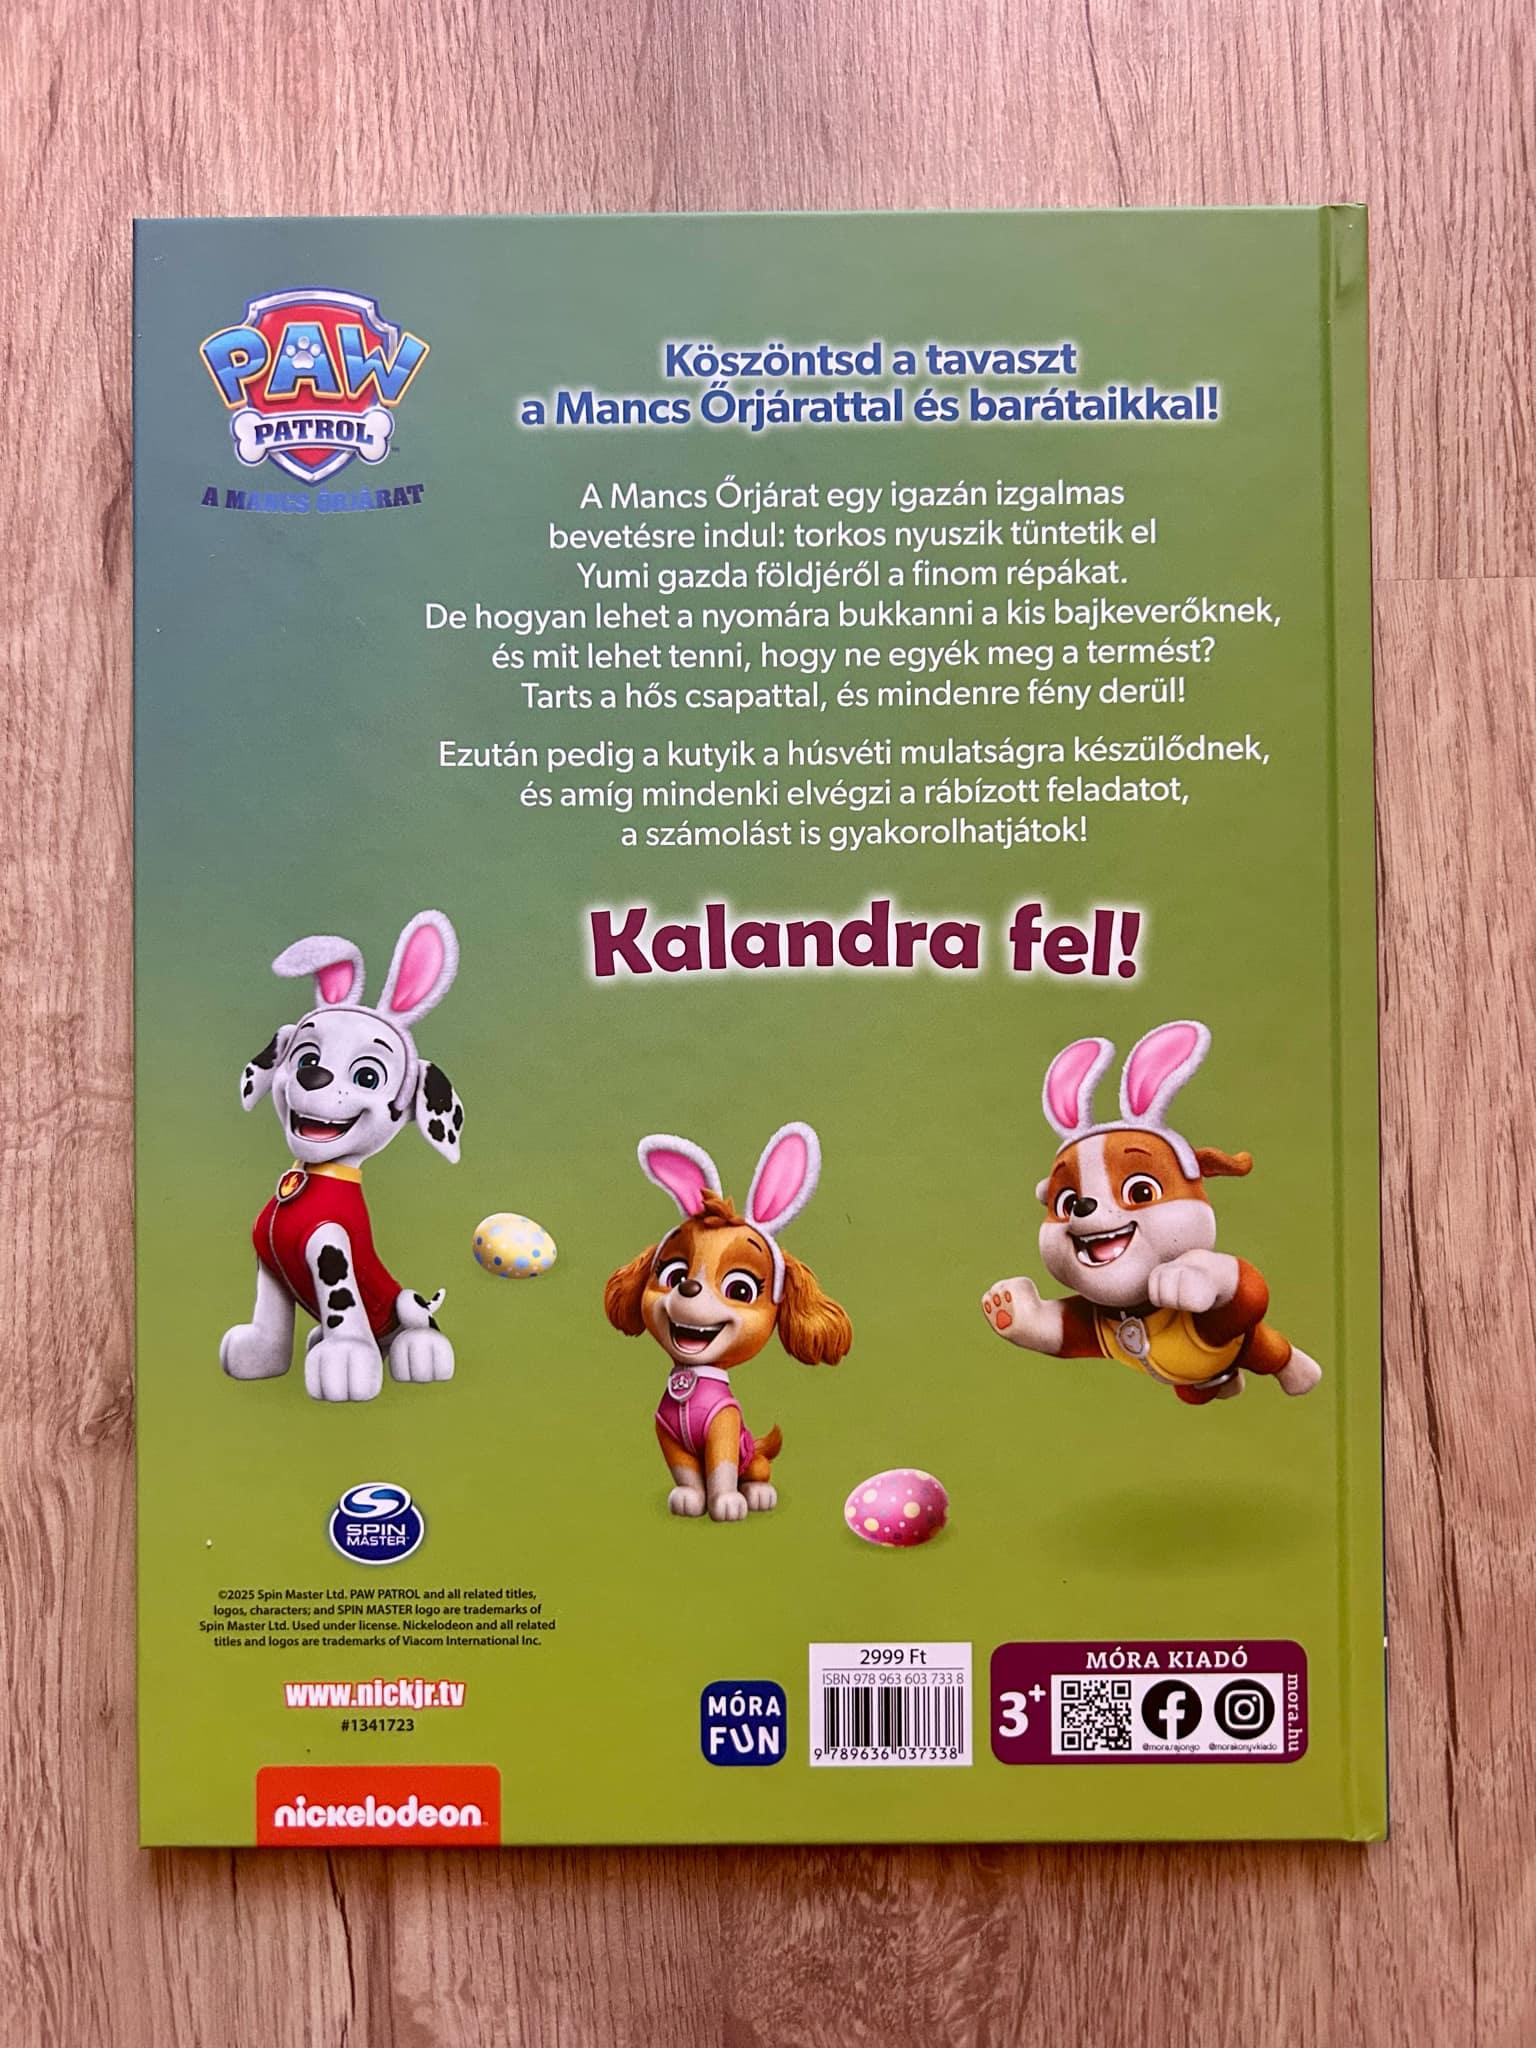 PAW
PATROL
A MANCS ŐRJÁRAT
Köszöntsd a tavaszt
a Mancs Őrjárattal és barátaikkal!
A Mancs Őrjárat egy igazán izgalmas
bevetésre indul: torkos nyuszik tüntetik el
Yumi gazda földjéről a finom répákat.
De hogyan lehet a nyomára bukkanni a kis bajkeverőknek,
és mit lehet tenni, hogy ne egyék meg a termést?
Tarts a hős csapattal, és mindenre fény derül!
Ezután pedig a kutyik a húsvéti mulatságra készülődnek,
és amíg mindenki elvégzi a rábízott feladatot,
a számolást is gyakorolhatjátok!
Kalandra fel!
SPIN
MASTER
©2025 Spin Master Ltd. PAW PATROL and all related titles,
logos, characters; and SPIN MASTER logo are trademarks of
Spin Master Ltd. Used under license. Nickelodeon and all related
titles and logos are trademarks of Viacom International Inc.
www.nickjr.tv
#1341723
nickelodeon
MÓRA
FUN
2999 Ft
ISBN 978 963 603 733 8
9 789636 037338
MÓRA KIADÓ
3+
@mora.rajongo @morakonyvkiado
mora.hu